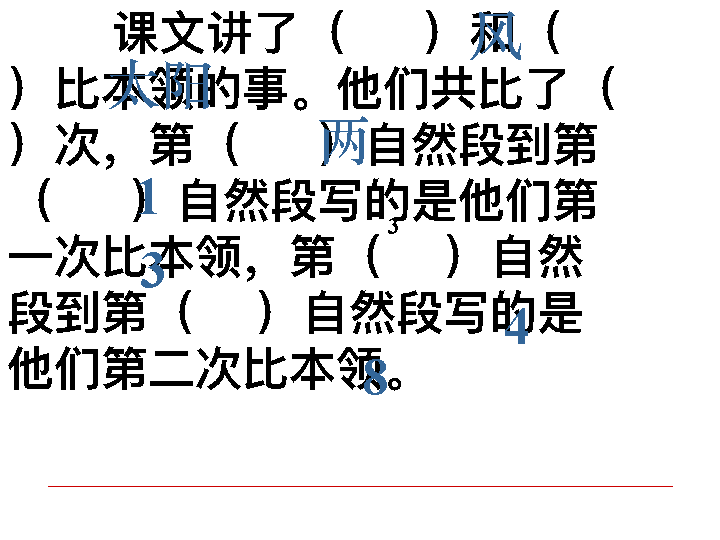 课文讲了（　　）和（
）比本领的事。他们共比了（
）次，第（　　）自然段到第
（　　）自然段写的是他们第
一次比本领，第（　　）自然
段到第（　　）自然段写的是
他们第二次比本领。
风
太阳
两
1
3
3
4
8